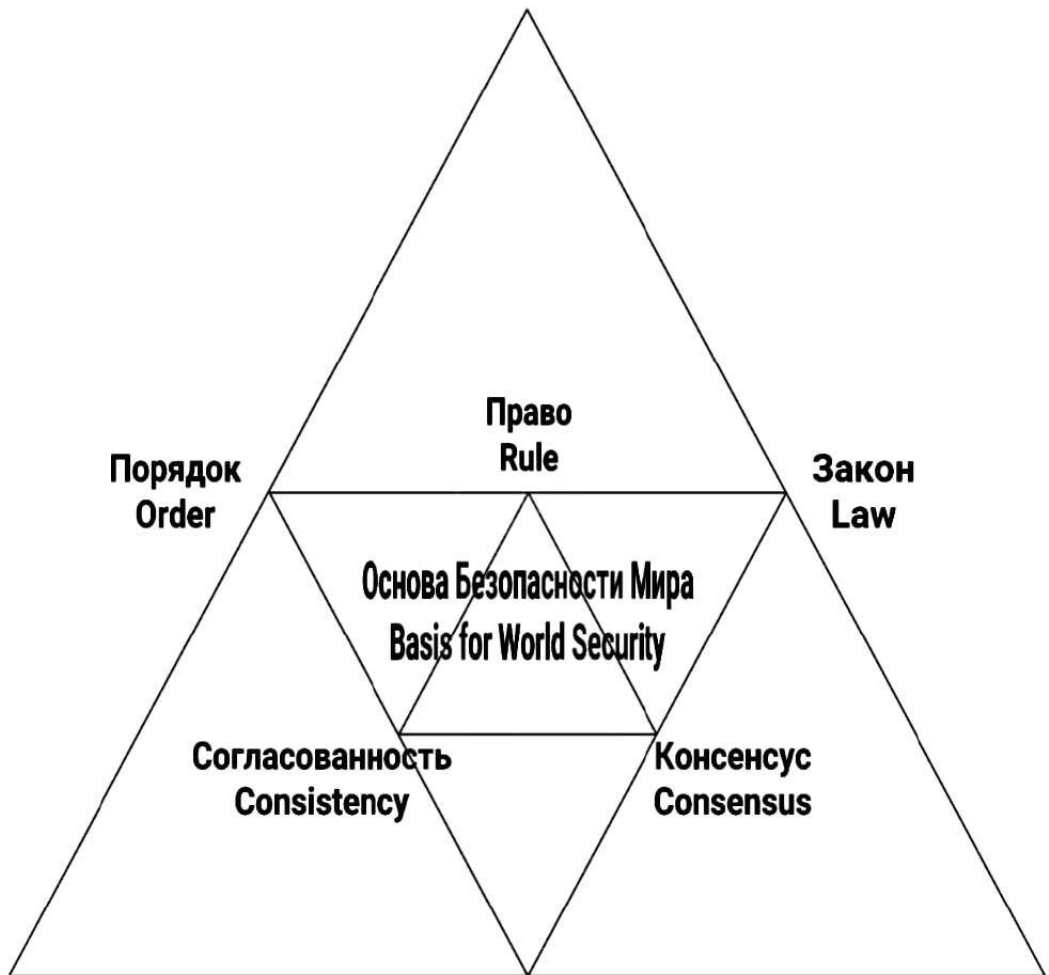 Право
Rule
Порядок
Order
Закон
Law
Основа Безопасности Мира
Basis for World Security
Согласованность
Consistency
Консенсус
Consensus